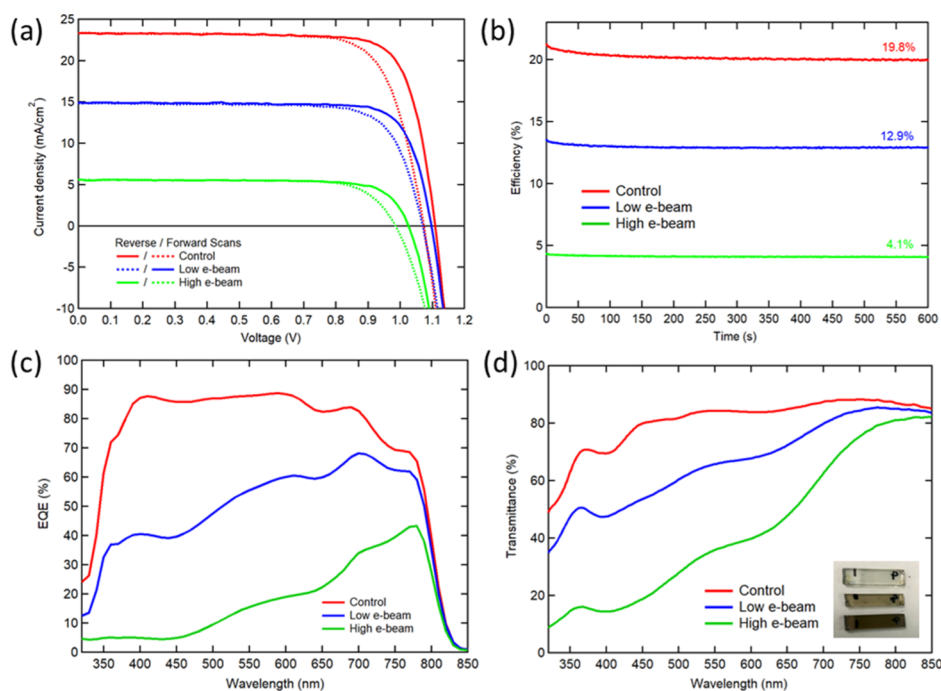 (a)
25
20
15
10
5
0
-5
-10
Current density (mA/cm²)
Reverse / Forward Scans
/ Control
/ Low e-beam
/ High e-beam
0.0 0.1 0.2 0.3 0.4 0.5 0.6 0.7 0.8 0.9 1.0 1.1 1.2
Voltage (V)
(b)
25
20
15
10
5
0
Efficiency (%)
19.8%
12.9%
Control
Low e-beam
High e-beam
4.1%
0 50 100 150 200 250 300 350 400 450 500 550 600
Time (s)
(c)
100
90
80
70
60
50
40
30
20
10
0
EQE (%)
Control
Low e-beam
High e-beam
350 400 450 500 550 600 650 700 750 800 850
Wavelength (nm)
(d)
100
80
60
40
20
0
Transmittance (%)
Control
Low e-beam
High e-beam
350 400 450 500 550 600 650 700 750 800 850
Wavelength (nm)